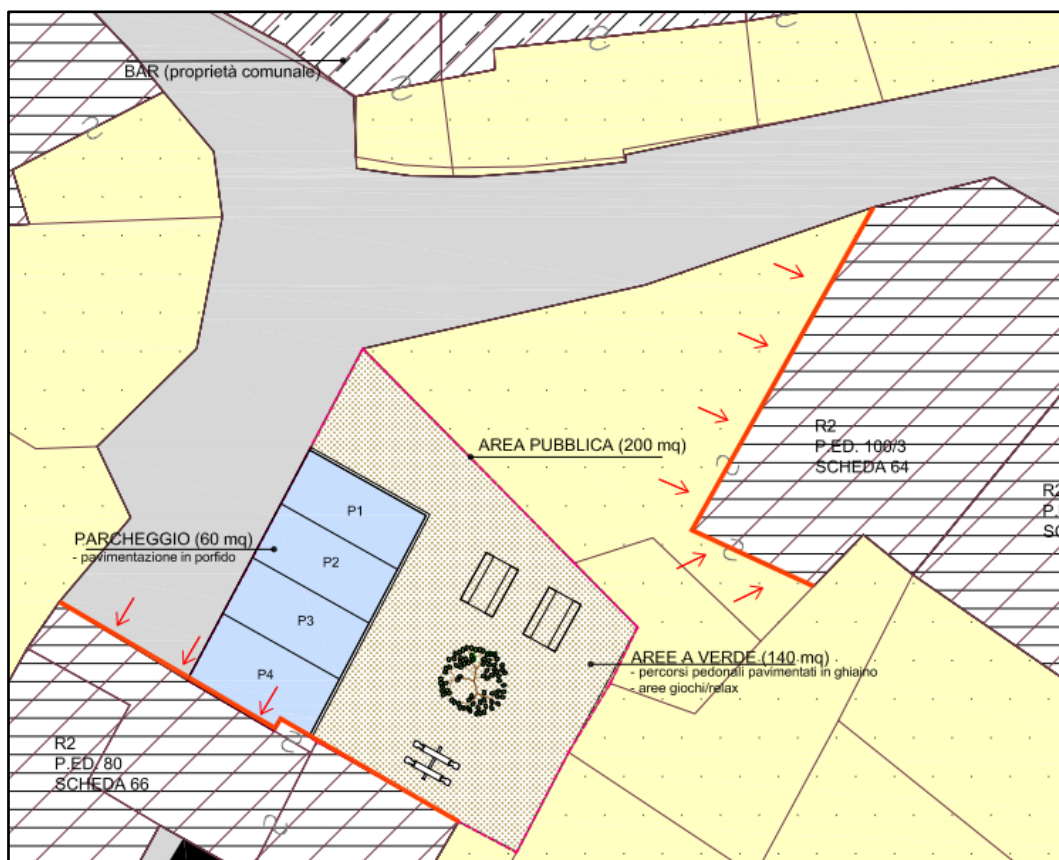 BAR (proprietà comunale)
R2
P.ED. 100/3
SCHEDA 64
AREA PUBBLICA (200 mq)
R2
P1
PARCHEGGIO (60 mq)
- pavimentazione in porfido
P2
P3
AREE A VERDE (140 mq)
- percorsi pedonali pavimentati in ghiaino
- aree giochi/relax
P4
R2
P.ED. 80
SCHEDA 66